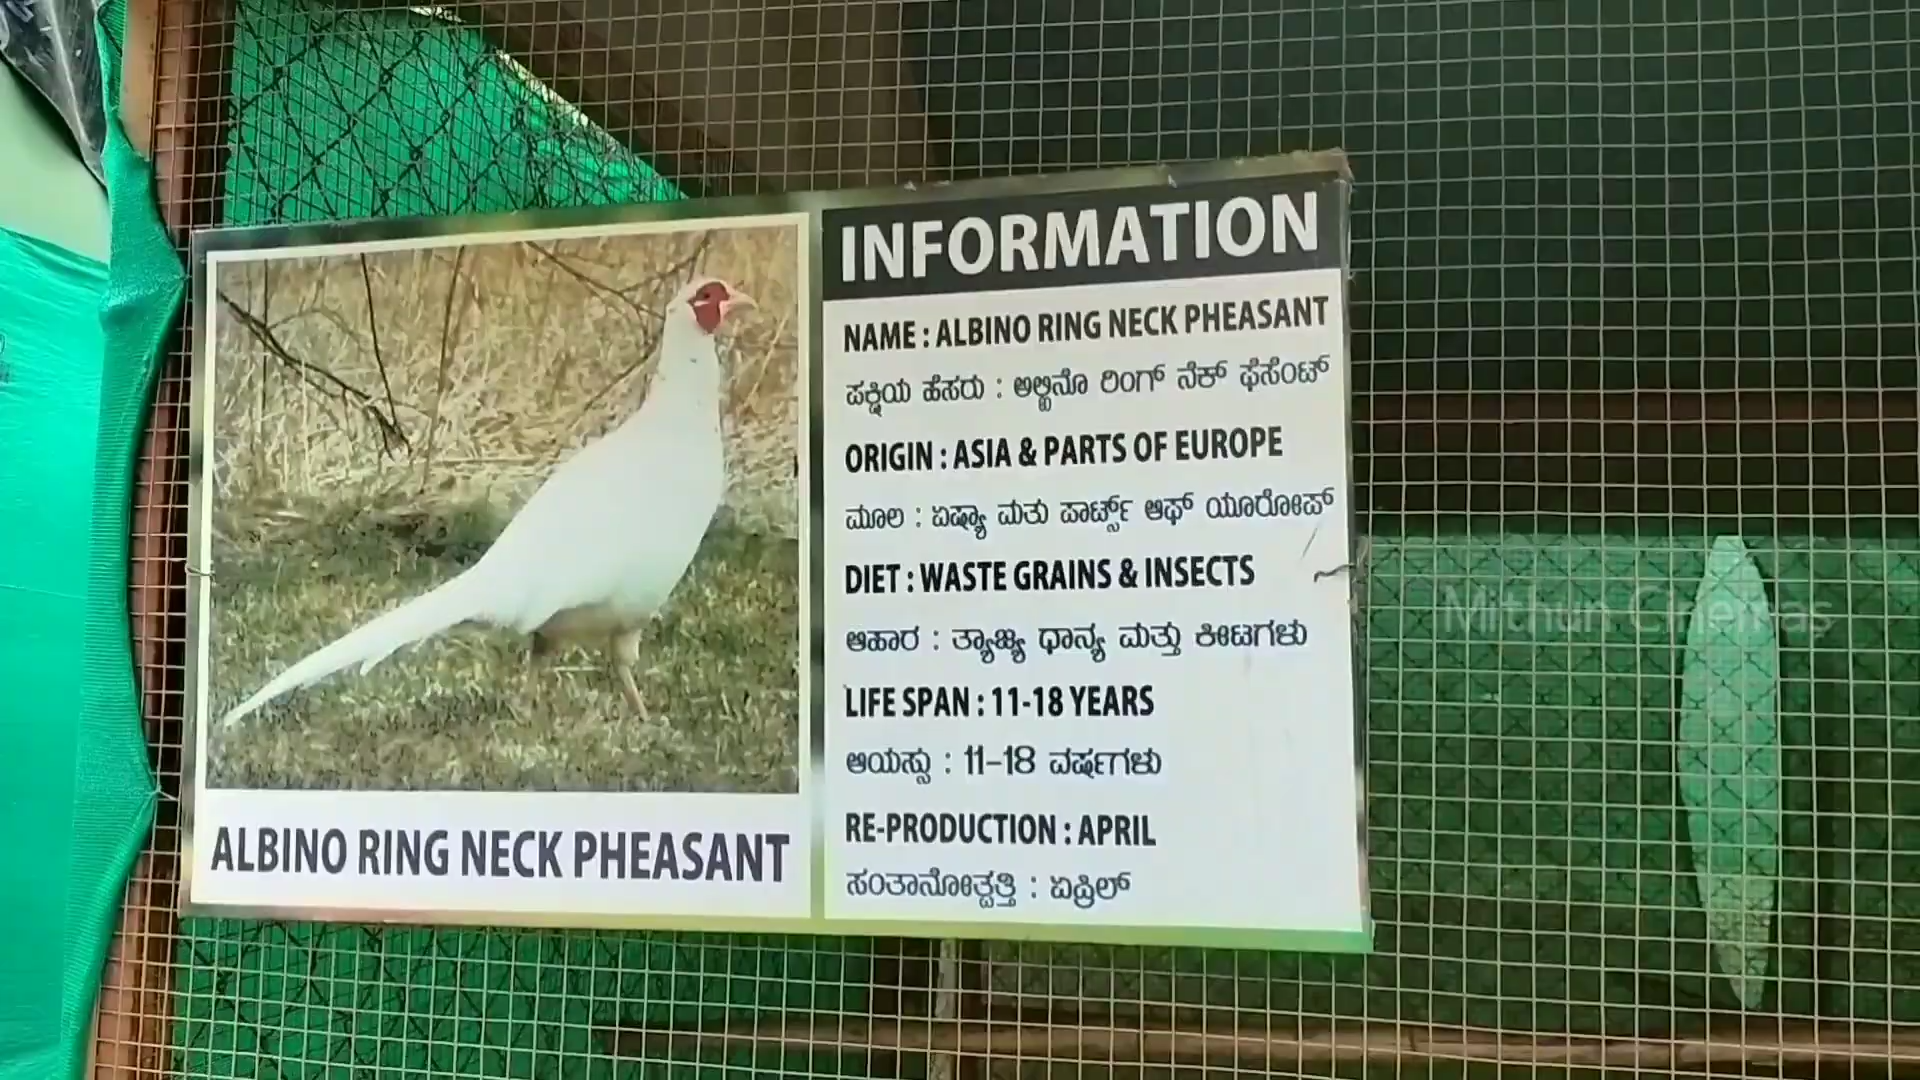 INFORMATION
NAME : ALBINO RING NECK PHEASANT
ಪಕ್ಷಿಯ ಹೆಸರು : ಅಲ್ಬಿನೊ ರಿಂಗ್ ನೆಕ್ ಫೆಸೆಂಟ್
ORIGIN : ASIA & PARTS OF EUROPE
ಮೂಲ : ಏಷ್ಯಾ ಮತು ಪಾರ್ಟ್ಸ್ ಆಫ್ ಯೂರೋಪ್
DIET : WASTE GRAINS & INSECTS
ಆಹಾರ : ತ್ಯಾಜ್ಯ ಧಾನ್ಯ ಮತ್ತು ಕೀಟಗಳು
LIFE SPAN : 11-18 YEARS
ಆಯಸ್ಸು : 11-18 ವರ್ಷಗಳು
RE-PRODUCTION : APRIL
ಸಂತಾನೋತ್ಪತ್ತಿ : ಏಪ್ರಿಲ್
ALBINO RING NECK PHEASANT
Mithun Cinemas